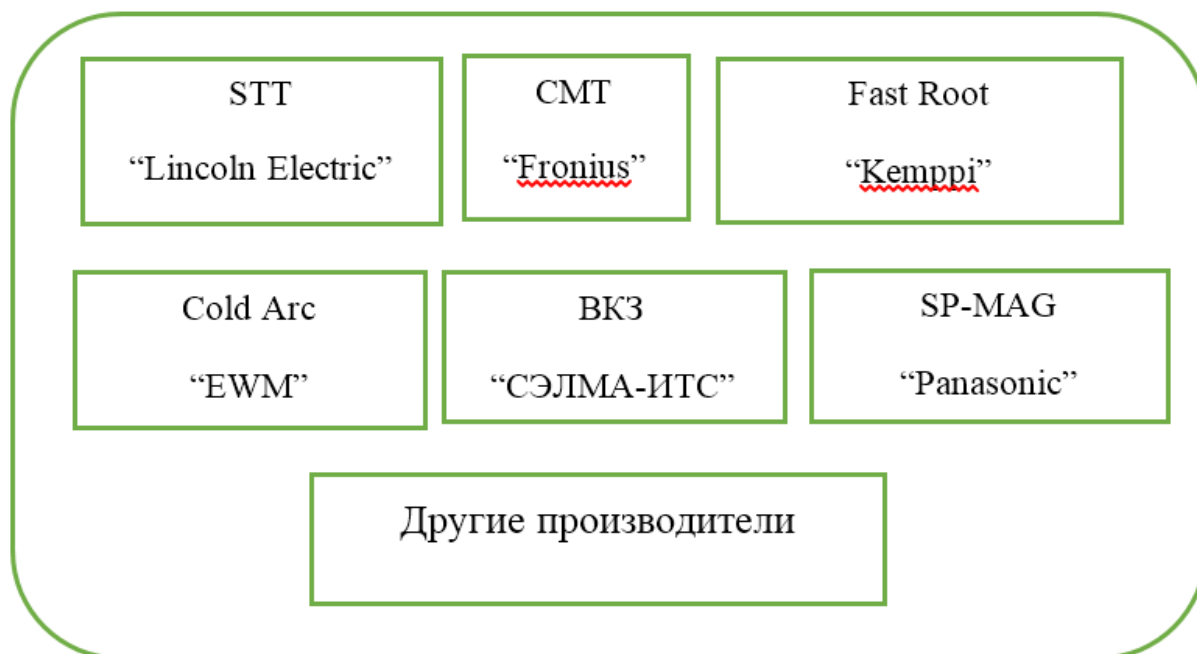 STT
“Lincoln Electric”
CMT
“Fronius”
Fast Root
“Kemppi”
Cold Arc
“EWM”
ВКЗ
“СЭЛМА-ИТС”
SP-MAG
“Panasonic”
Другие производители